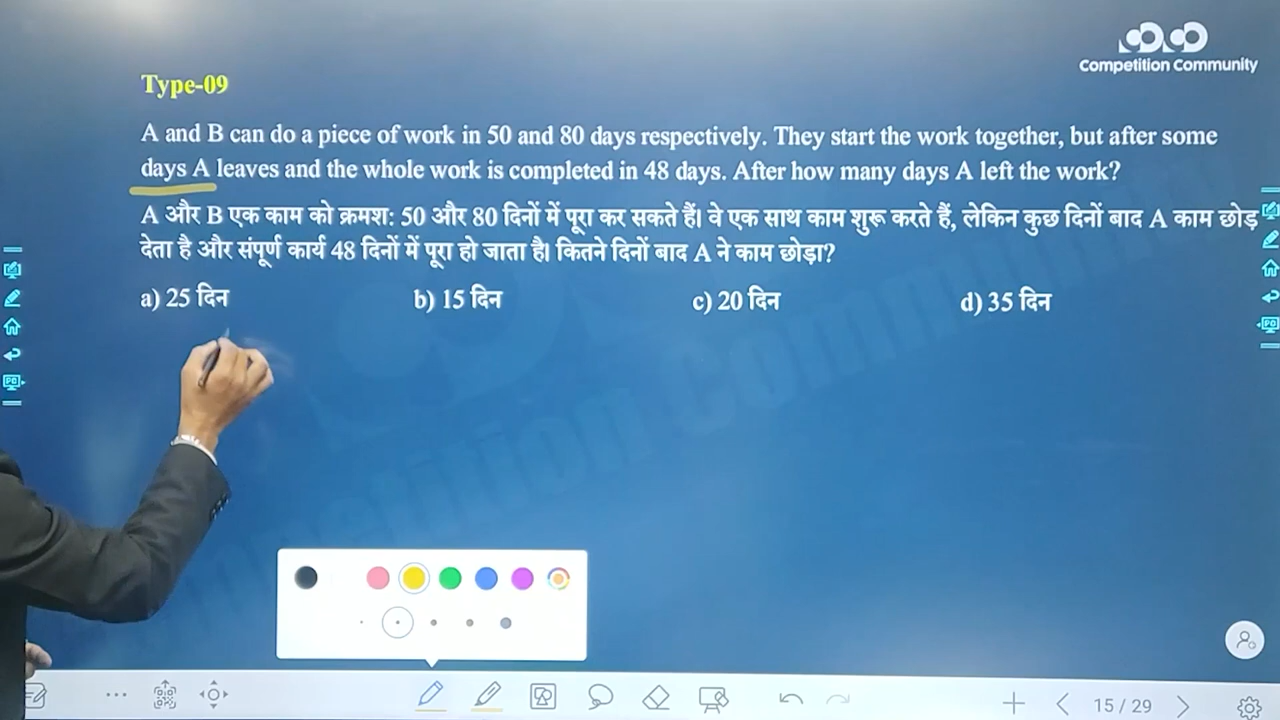 Competition Community
Type-09
A and B can do a piece of work in 50 and 80 days respectively. They start the work together, but after some
days A leaves and the whole work is completed in 48 days. After how many days A left the work?
A और B एक काम को क्रमश: 50 और 80 दिनों में पूरा कर सकते हैं। वे एक साथ काम शुरू करते हैं, लेकिन कुछ दिनों बाद A काम छोड़
देता है और संपूर्ण कार्य 48 दिनों में पूरा हो जाता है। कितने दिनों बाद A ने काम छोड़ा?
a) 25 दिन b) 15 दिन c) 20 दिन d) 35 दिन
15 / 29